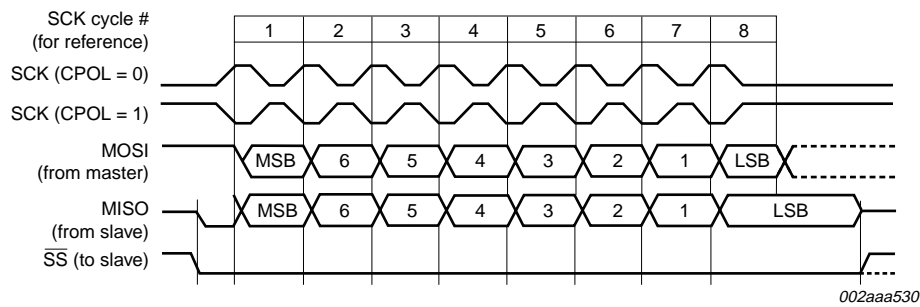 SCK cycle #
(for reference)
1 2 3 4 5 6 7 8
SCK (CPOL = 0)
SCK (CPOL = 1)
MOSI
(from master)
MSB 6 5 4 3 2 1 LSB
MISO
(from slave)
MSB 6 5 4 3 2 1 LSB
S̅S̅ (to slave)
002aaa530